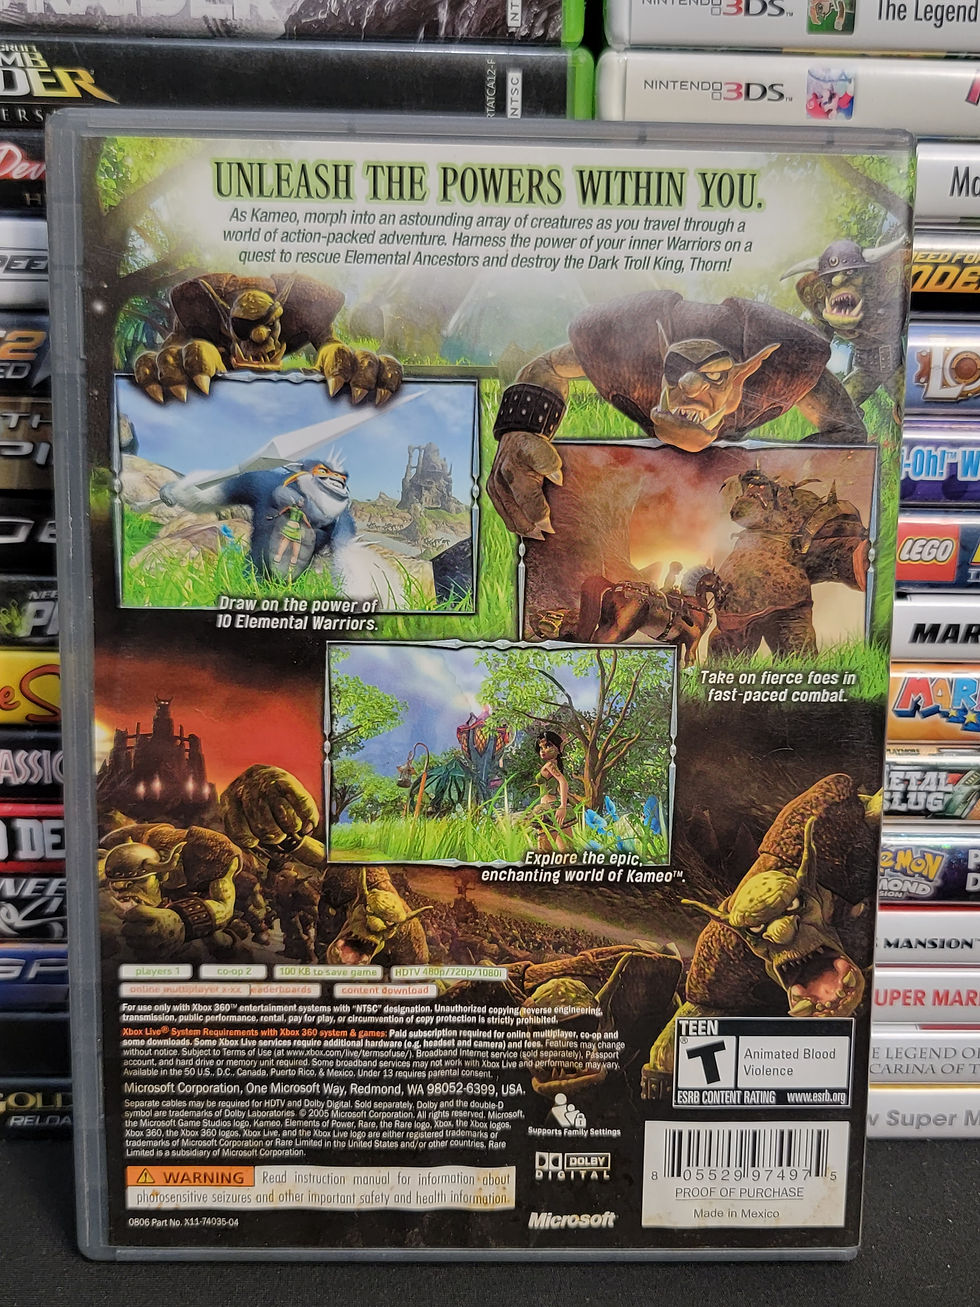 NTSC
NINTENDO 3DS™
The Legend
MB
DER
ERS
TATCA12-F
NTSC
NINTENDO 3DS™
Dev
UNLEASH THE POWERS WITHIN YOU.
As Kameo, morph into an astounding array of creatures as you travel through a
world of action-packed adventure. Harness the power of your inner Warriors on a
quest to rescue Elemental Ancestors and destroy the Dark Troll King, Thorn!
Draw on the power of
10 Elemental Warriors.
Take on fierce foes in
fast-paced combat.
Explore the epic,
enchanting world of Kameo™.
players 1
co-op 2
100 KB to save game
HDTV 480p/720p/1080i
online multiplayer
leaderboards
content download
For use only with Xbox 360™ entertainment systems with "NTSC" designation. Unauthorized copying, reverse engineering,
transmission, public performance, rental, pay for play, or circumvention of copy protection is strictly prohibited.
Xbox Live® System Requirements with Xbox 360 system & games: Paid subscription required for online multiplayer, co-op and
some downloads. Some Xbox Live services require additional hardware (e.g. headset and camera) and fees. Features may change
without notice. Subject to Terms of Use (at www.xbox.com/live/termsofuse/). Broadband Internet service (sold separately), Passport
account, and hard drive or memory unit required. Some broadband services may not work with Xbox Live and performance may vary.
Available in the 50 U.S., D.C., Canada, Puerto Rico, & Mexico. Under 13 requires parental consent.
Microsoft Corporation, One Microsoft Way, Redmond, WA 98052-6399, USA.
Separate cables may be required for HDTV and Dolby Digital. Sold separately. Dolby and the double-D
symbol are trademarks of Dolby Laboratories. © 2005 Microsoft Corporation. All rights reserved. Microsoft,
the Microsoft Game Studios logo, Kameo, Elements of Power, Rare, the Rare logo, Xbox, the Xbox logos,
Xbox 360, the Xbox 360 logos, Xbox Live, and the Xbox Live logo are either registered trademarks or
trademarks of Microsoft Corporation or Rare Limited in the United States and/or other countries. Rare
Limited is a subsidiary of Microsoft Corporation.
WARNING Read instruction manual for information about
photosensitive seizures and other important safety and health information.
0806 Part No. X11-74035-04
Supports Family Settings
DOLBY
DIGITAL
Microsoft®
TEEN
T
Animated Blood
Violence
ESRB CONTENT RATING www.esrb.org
8 05529 97497 5
PROOF OF PURCHASE
Made in Mexico
-Oh!™ W
LEGO
MAR
METAL
SLUG
MANSION
UPER MAR
E LEGEND O
CARINA OF T
Super M
ASSIC
GOLD
RELOA